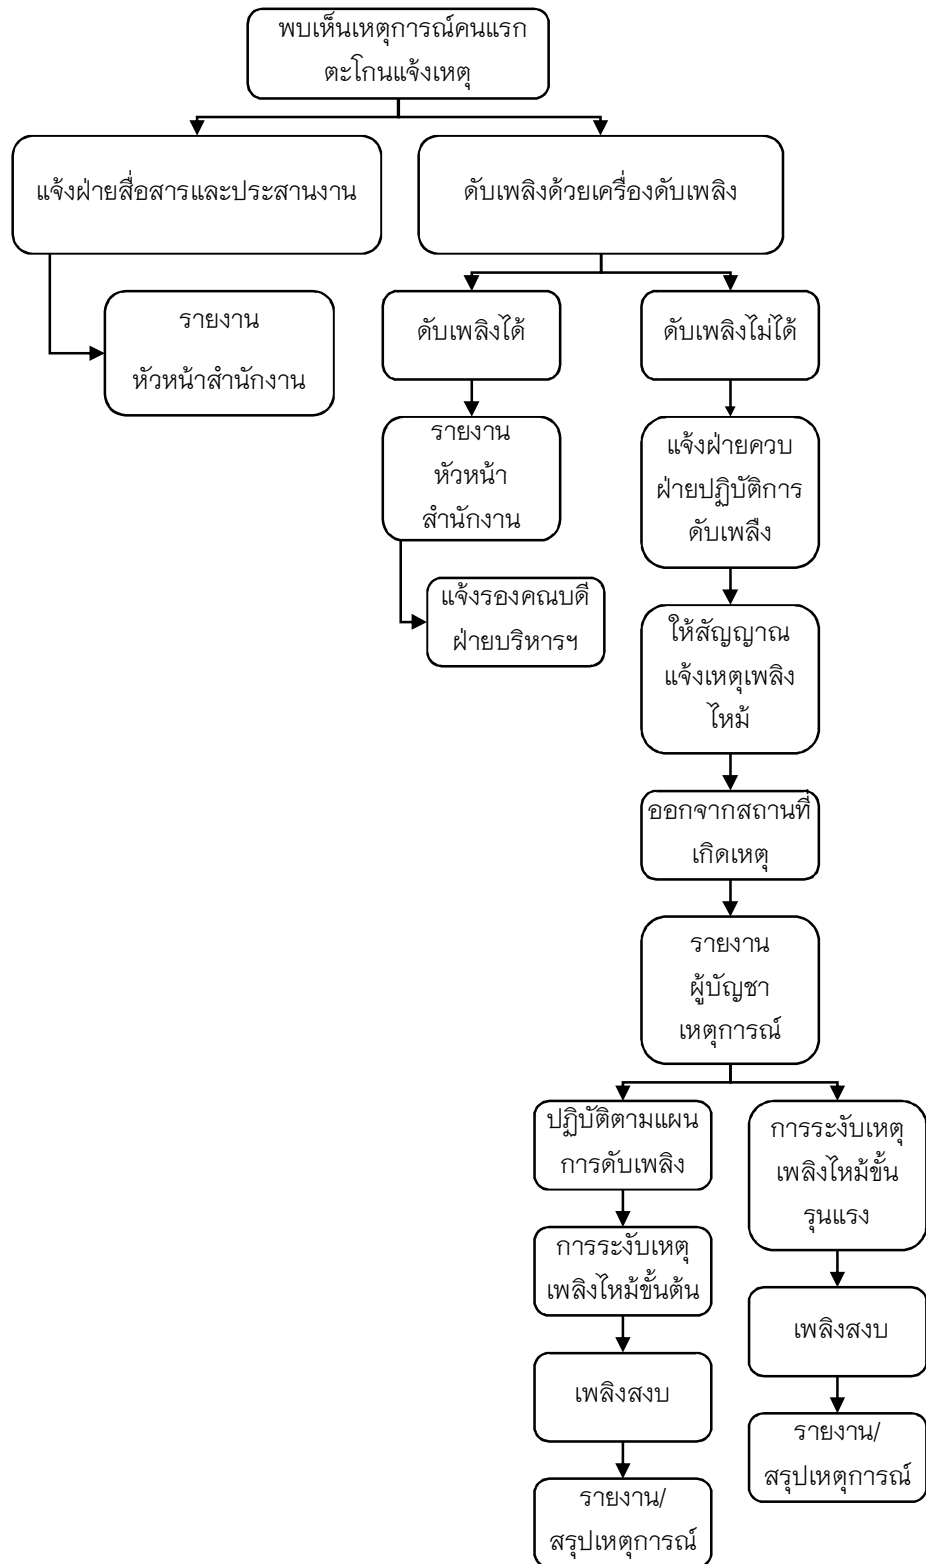 พบเห็นเหตุการณ์คนแรก
ตะโกนแจ้งเหตุ
แจ้งฝ่ายสื่อสารและประสานงาน
ดับเพลิงด้วยเครื่องดับเพลิง
รายงาน
หัวหน้าสำนักงาน
ดับเพลิงได้
ดับเพลิงไม่ได้
รายงาน
หัวหน้า
สำนักงาน
แจ้งฝ่ายควบ
ฝ่ายปฏิบัติการ
ดับเพลืง
แจ้งรองคณบดี
ฝ่ายบริหารฯ
ให้สัญญาณ
แจ้งเหตุเพลิง
ไหม้
ออกจากสถานที่
เกิดเหตุ
รายงาน
ผู้บัญชา
เหตุการณ์
ปฏิบัติตามแผน
การดับเพลิง
การระงับเหตุ
เพลิงไหม้ขั้น
รุนแรง
การระงับเหตุ
เพลิงไหม้ขั้นต้น
เพลิงสงบ
เพลิงสงบ
รายงาน/
สรุปเหตุการณ์
รายงาน/
สรุปเหตุการณ์